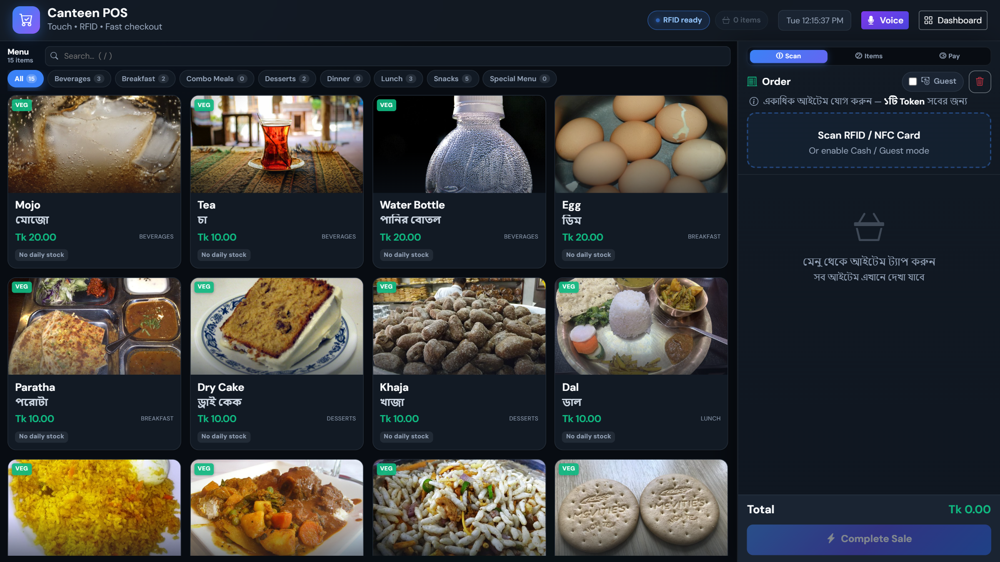 Canteen POS
Touch • RFID • Fast checkout
RFID ready
0 items
Tue 12:15:37 PM
Voice
Dashboard
Menu
15 items
Search... ( / )
All 15
Beverages 3
Breakfast 2
Combo Meals 0
Desserts 2
Dinner 0
Lunch 3
Snacks 5
Special Menu 0
VEG
Mojo
মোজো
Tk 20.00
BEVERAGES
No daily stock
VEG
Tea
চা
Tk 10.00
BEVERAGES
No daily stock
VEG
Water Bottle
পানির বোতল
Tk 20.00
BEVERAGES
No daily stock
Egg
ডিম
Tk 20.00
BREAKFAST
No daily stock
VEG
Paratha
পরোটা
Tk 10.00
BREAKFAST
No daily stock
VEG
Dry Cake
ড্রাই কেক
Tk 10.00
DESSERTS
No daily stock
VEG
Khaja
খাজা
Tk 10.00
DESSERTS
No daily stock
VEG
Dal
ডাল
Tk 10.00
LUNCH
No daily stock
VEG
VEG
VEG
VEG
McVITIE'S
RICH TEA
McVITIE'S
RICH TEA
① Scan
② Items
③ Pay
Order
Guest
একাধিক আইটেম যোগ করুন — ১টি Token সবের জন্য
Scan RFID / NFC Card
Or enable Cash / Guest mode
মেনু থেকে আইটেম ট্যাপ করুন
সব আইটেম এখানে দেখা যাবে
Total
Tk 0.00
Complete Sale